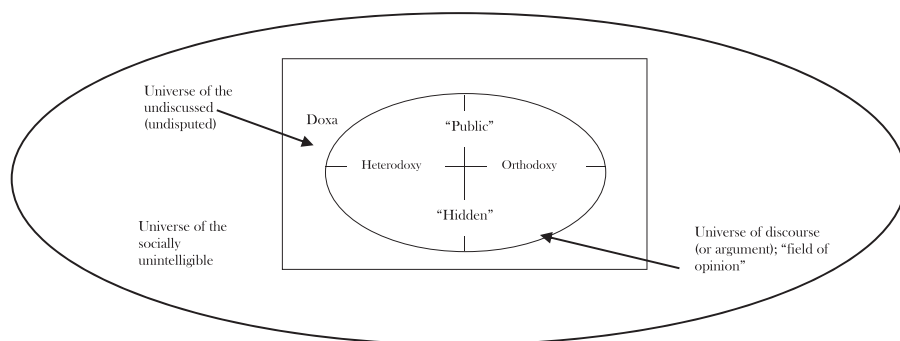 Universe of the
undiscussed
(undisputed)
Doxa
“Public”
Heterodoxy
Orthodoxy
“Hidden”
Universe of the
socially
unintelligible
Universe of discourse
(or argument); “field of
opinion”